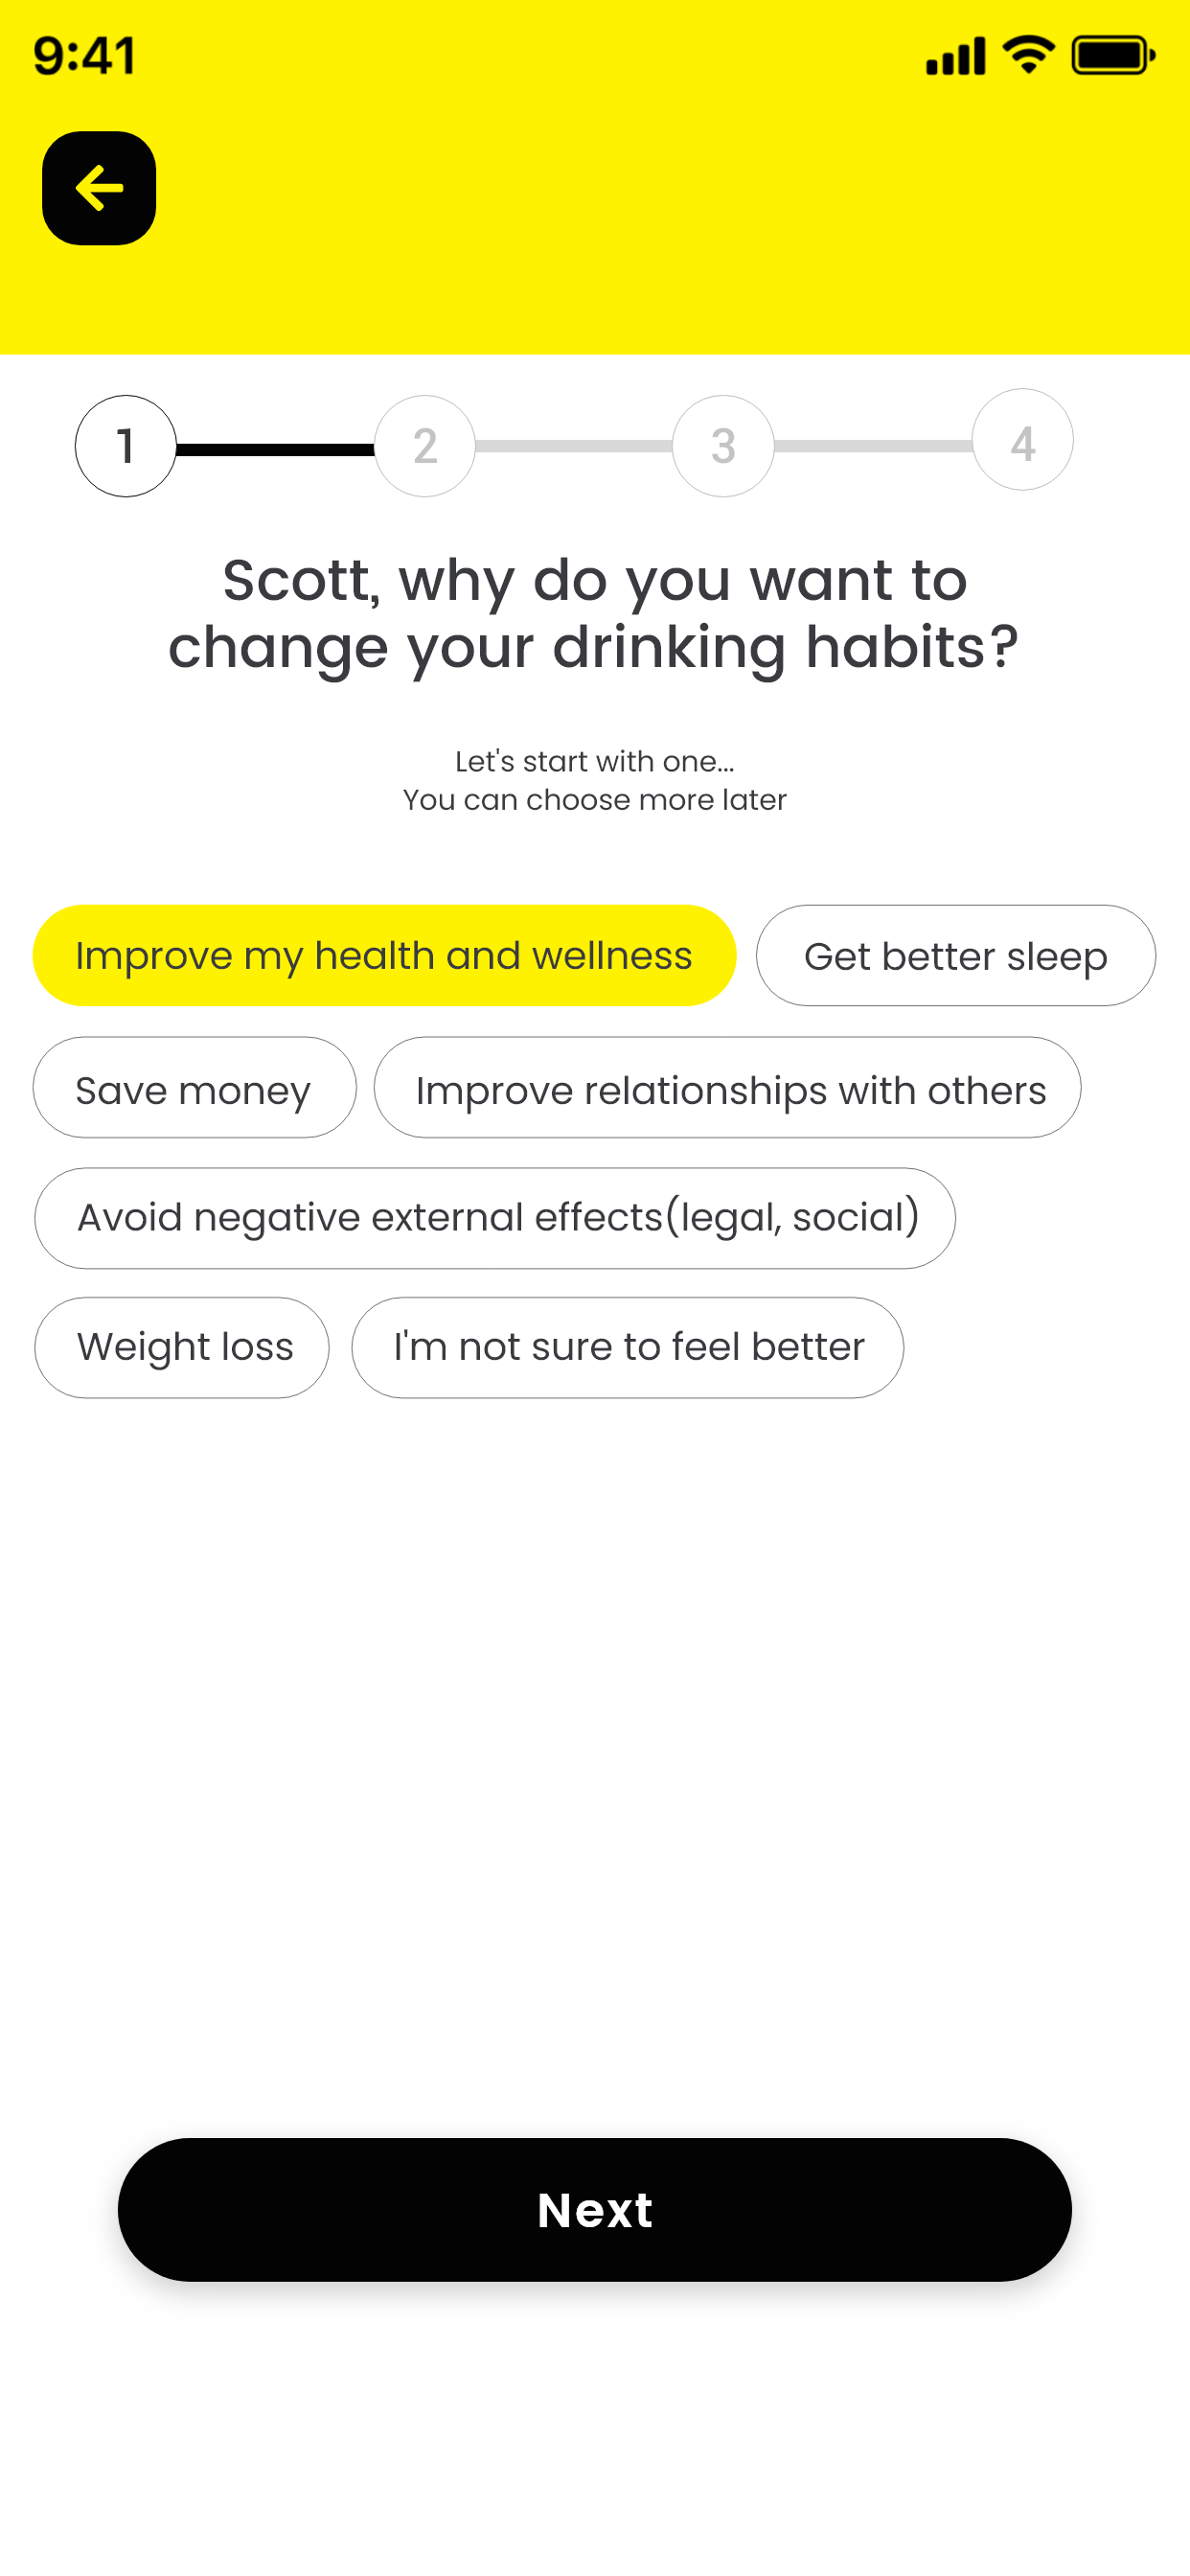 9:41
1 2 3 4
Scott, why do you want to
change your drinking habits?
Let's start with one...
You can choose more later
Improve my health and wellness
Get better sleep
Save money
Improve relationships with others
Avoid negative external effects(legal, social)
Weight loss
I'm not sure to feel better
Next